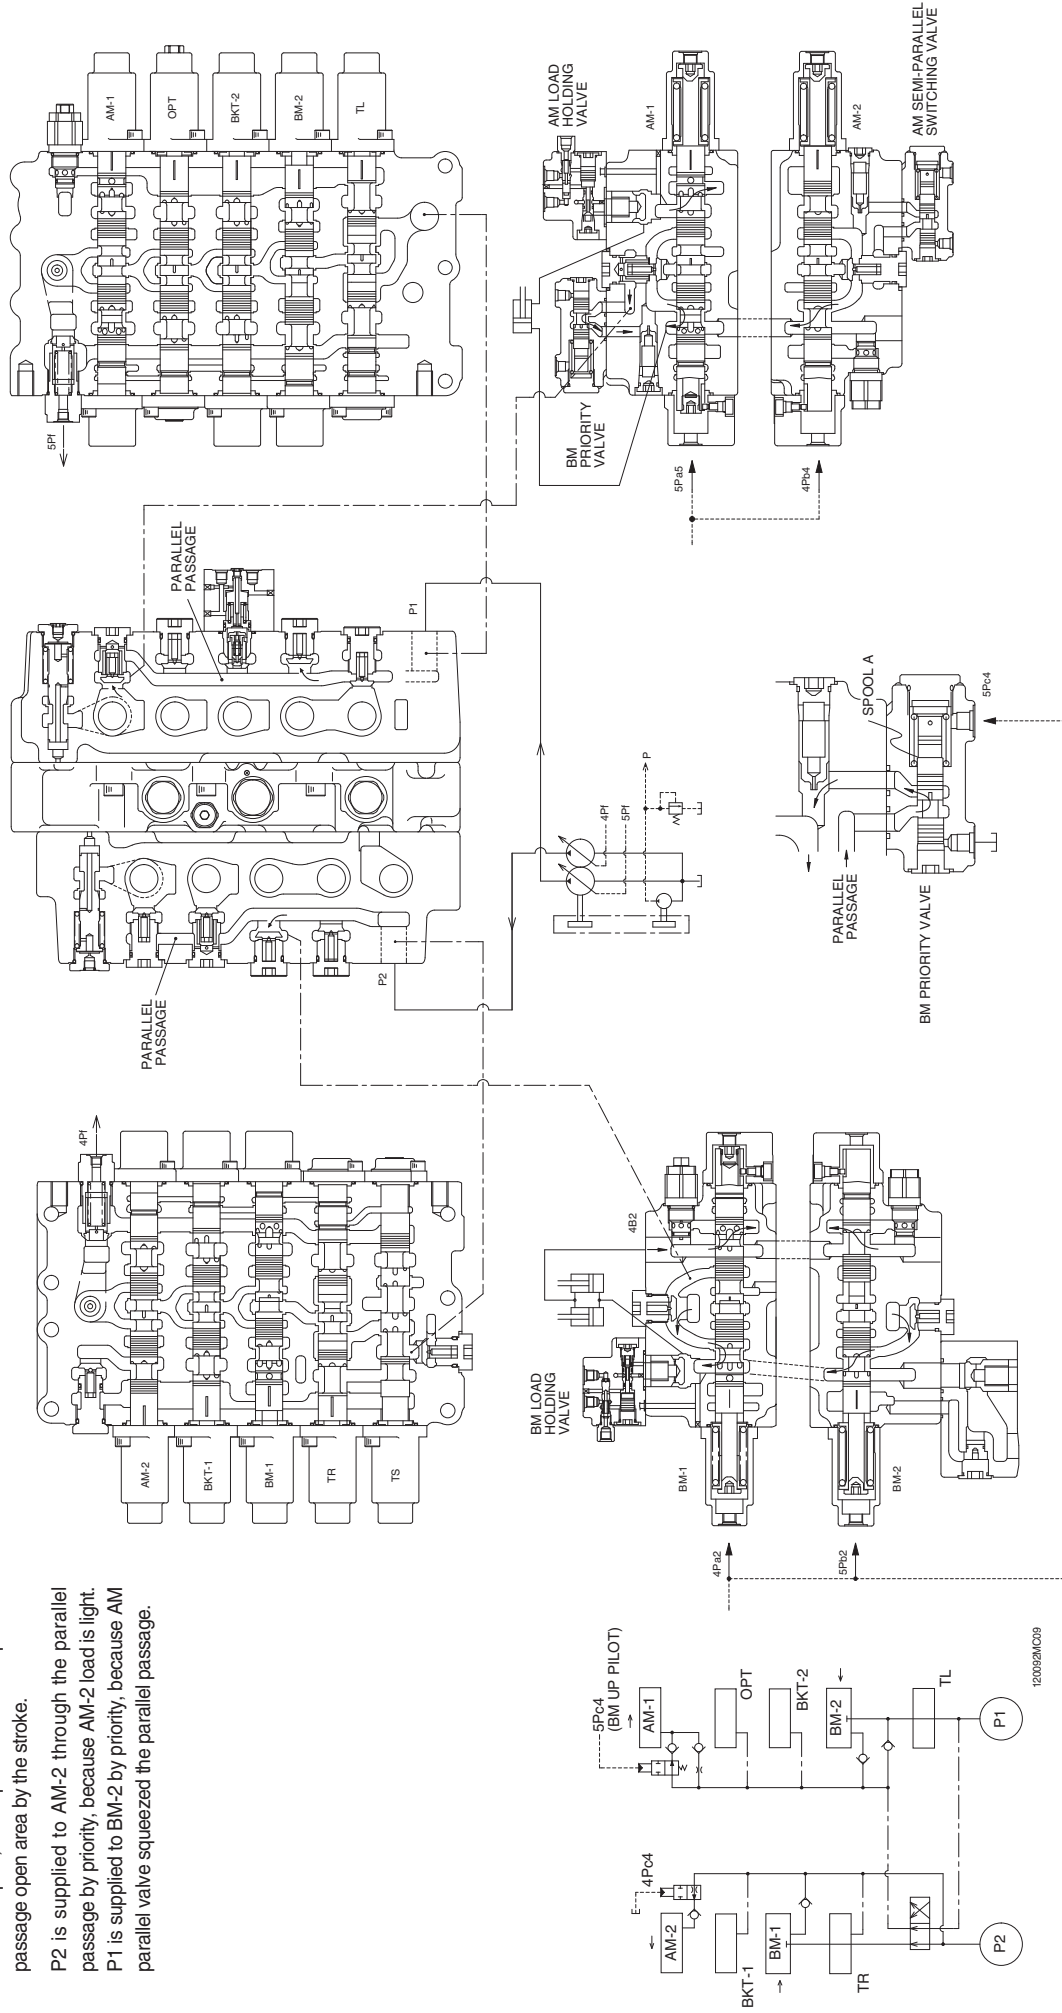 passage open area by the stroke.
P2 is supplied to AM-2 through the parallel
passage by priority, because AM-2 load is light.
P1 is supplied to BM-2 by priority, because AM
parallel valve squeezed the parallel passage.
4Pf
AM-2
BKT-1
BM-1
TR
TS
PARALLEL
PASSAGE
P2
PARALLEL
PASSAGE
P1
5Pf
AM-1
OPT
BKT-2
BM-2
TL
4Pf
5Pf
P
BM LOAD
HOLDING
VALVE
4B2
BM-1
4Pa2
5Pb2
BM-2
AM LOAD
HOLDING
VALVE
BM
PRIORITY
VALVE
AM-1
5Pa5
4Pb4
AM-2
AM SEMI-PARALLEL
SWITCHING VALVE
SPOOL A
5Pc4
PARALLEL
PASSAGE
BM PRIORITY VALVE
4Pc4
AM-2
BKT-1
BM-1
TR
P2
5Pc4
(BM UP PILOT)
AM-1
OPT
BKT-2
BM-2
TL
P1
120092MC09